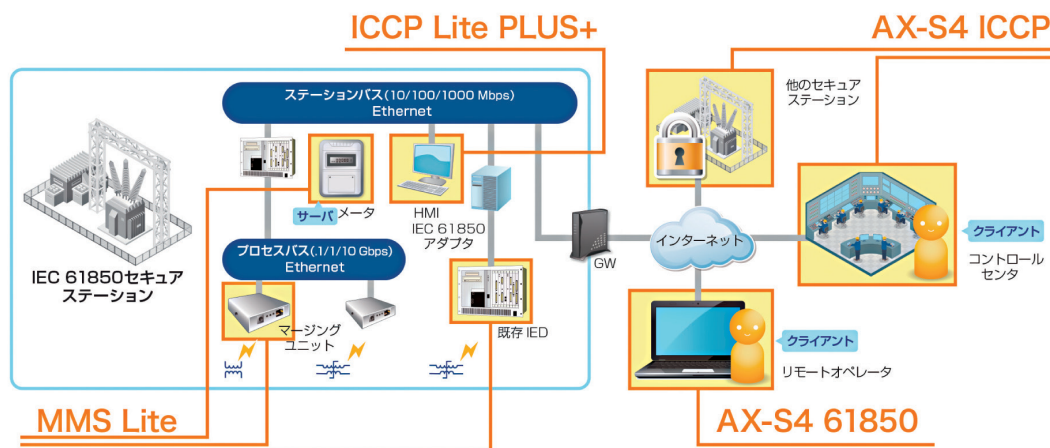 ICCP Lite PLUS+
AX-S4 ICCP
ステーションバス(10/100/1000 Mbps)
Ethernet
他のセキュア
ステーション
サーバ メータ
HMI
IEC 61850
アダプタ
プロセスバス(.1/1/10 Gbps)
Ethernet
IEC 61850セキュア
ステーション
GW
インターネット
クライアント
コントロール
センタ
マージング
ユニット
既存 IED
クライアント
リモートオペレータ
MMS Lite
AX-S4 61850